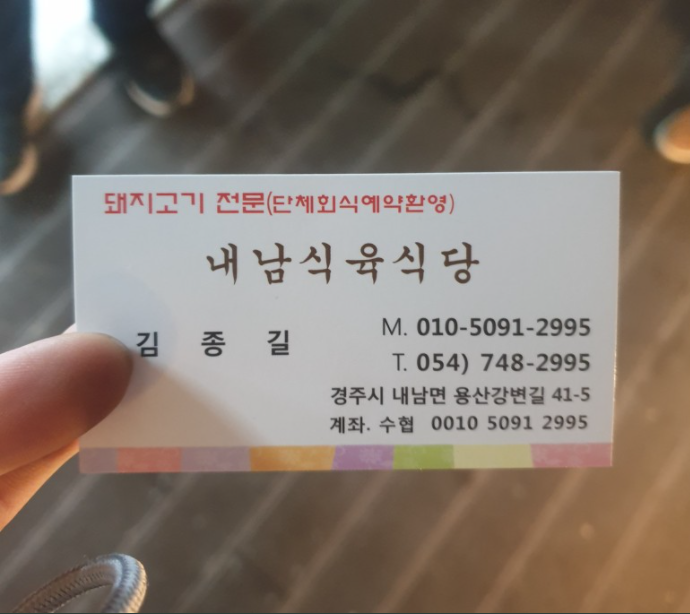 돼지고기 전문(단체회식예약환영)
내남식육식당
김 종 길
M. 010-5091-2995
T. 054) 748-2995
경주시 내남면 용산강변길 41-5
계좌. 수협 0010 5091 2995